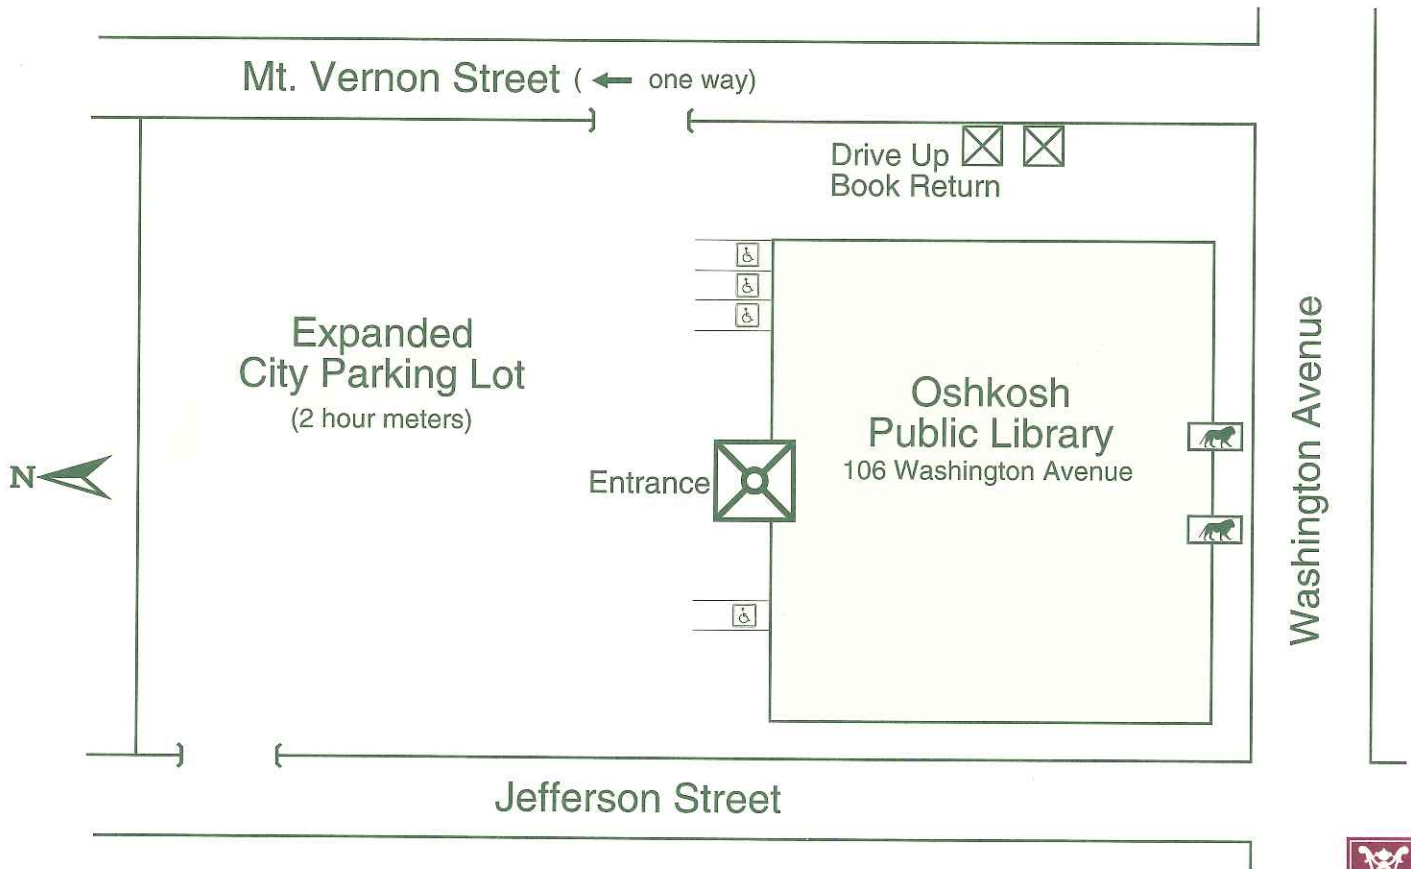 Mt. Vernon Street ( ← one way)
Drive Up
Book Return
Expanded
City Parking Lot
(2 hour meters)
Oshkosh
Public Library
106 Washington Avenue
Entrance
N
Washington Avenue
Jefferson Street